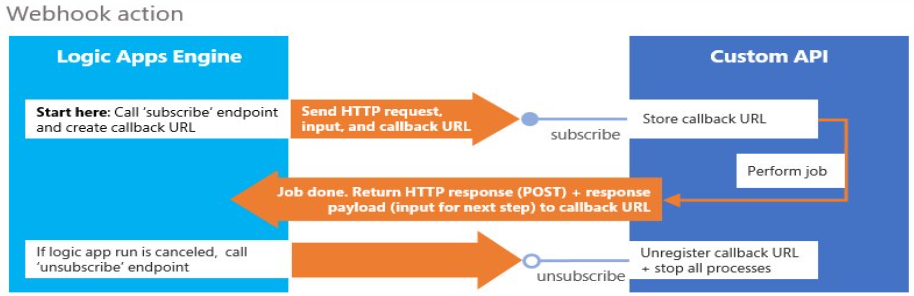 Webhook action
Logic Apps Engine
Custom API
Start here: Call 'subscribe' endpoint
and create callback URL
Send HTTP request,
input, and callback URL
subscribe
Store callback URL
Perform job
Job done. Return HTTP response (POST) + response
payload (input for next step) to callback URL
If logic app run is canceled, call
'unsubscribe' endpoint
unsubscribe
Unregister callback URL
+ stop all processes